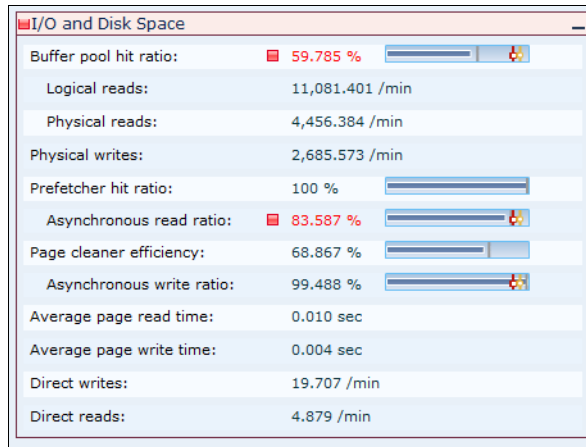 I/O and Disk Space
Buffer pool hit ratio: 59.785 %
Logical reads: 11,081.401 /min
Physical reads: 4,456.384 /min
Physical writes: 2,685.573 /min
Prefetcher hit ratio: 100 %
Asynchronous read ratio: 83.587 %
Page cleaner efficiency: 68.867 %
Asynchronous write ratio: 99.488 %
Average page read time: 0.010 sec
Average page write time: 0.004 sec
Direct writes: 19.707 /min
Direct reads: 4.879 /min